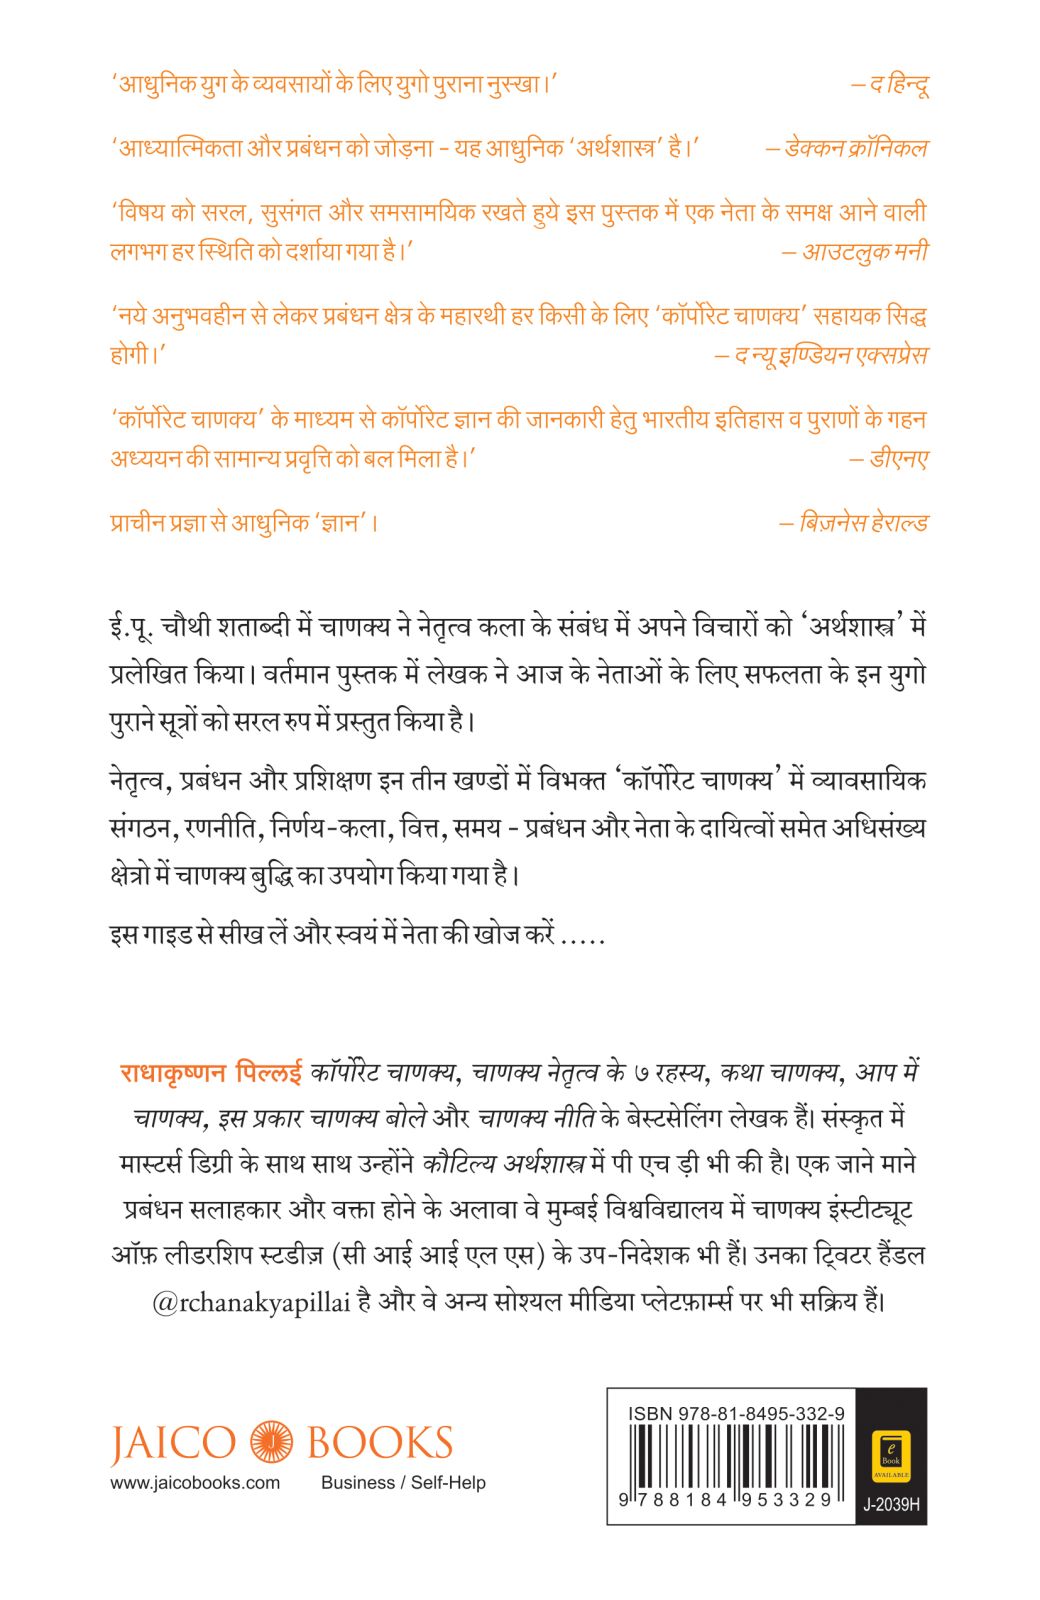 ‘आधुनिक युग के व्यवसायों के लिए युगो पुराना नुस्खा।’ – द हिन्दू
‘आध्यात्मिकता और प्रबंधन को जोड़ना - यह आधुनिक ‘अर्थशास्त्र’ है।’ – डेक्कन क्रॉनिकल
‘विषय को सरल, सुसंगत और समसामयिक रखते हुये इस पुस्तक में एक नेता के समक्ष आने वाली
लगभग हर स्थिति को दर्शाया गया है।’ – आउटलुक मनी
‘नये अनुभवहीन से लेकर प्रबंधन क्षेत्र के महारथी हर किसी के लिए ‘कॉर्पोरेट चाणक्य’ सहायक सिद्ध
होगी।’ – द न्यू इण्डियन एक्सप्रेस
‘कॉर्पोरेट चाणक्य’ के माध्यम से कॉर्पोरेट ज्ञान की जानकारी हेतु भारतीय इतिहास व पुराणों के गहन
अध्ययन की सामान्य प्रवृत्ति को बल मिला है।’ – डीएनए
प्राचीन प्रज्ञा से आधुनिक ‘ज्ञान’। – बिज़नेस हेराल्ड
ई.पू. चौथी शताब्दी में चाणक्य ने नेतृत्व कला के संबंध में अपने विचारों को ‘अर्थशास्त्र’ में
प्रलेखित किया। वर्तमान पुस्तक में लेखक ने आज के नेताओं के लिए सफलता के इन युगो
पुराने सूत्रों को सरल रुप में प्रस्तुत किया है।
नेतृत्व, प्रबंधन और प्रशिक्षण इन तीन खण्डों में विभक्त ‘कॉर्पोरेट चाणक्य’ में व्यावसायिक
संगठन, रणनीति, निर्णय-कला, वित्त, समय - प्रबंधन और नेता के दायित्वों समेत अधिसंख्य
क्षेत्रो में चाणक्य बुद्धि का उपयोग किया गया है।
इस गाइड से सीख लें और स्वयं में नेता की खोज करें .....
राधाकृष्णन पिल्लई कॉर्पोरेट चाणक्य, चाणक्य नेतृत्व के ७ रहस्य, कथा चाणक्य, आप में
चाणक्य, इस प्रकार चाणक्य बोले और चाणक्य नीति के बेस्टसेलिंग लेखक हैं। संस्कृत में
मास्टर्स डिग्री के साथ साथ उन्होंने कौटिल्य अर्थशास्त्र में पी एच ड़ी भी की है। एक जाने माने
प्रबंधन सलाहकार और वक्ता होने के अलावा वे मुम्बई विश्वविद्यालय में चाणक्य इंस्टीट्यूट
ऑफ़ लीडरशिप स्टडीज़ (सी आई आई एल एस) के उप-निदेशक भी हैं। उनका ट्विटर हैंडल
@rchanakyapillai है और वे अन्य सोश्यल मीडिया प्लेटफ़ार्म्स पर भी सक्रिय हैं।
JAICO J BOOKS
www.jaicobooks.com Business / Self-Help
ISBN 978-81-8495-332-9
9 788184 953329
e
Book
AVAILABLE
J-2039H